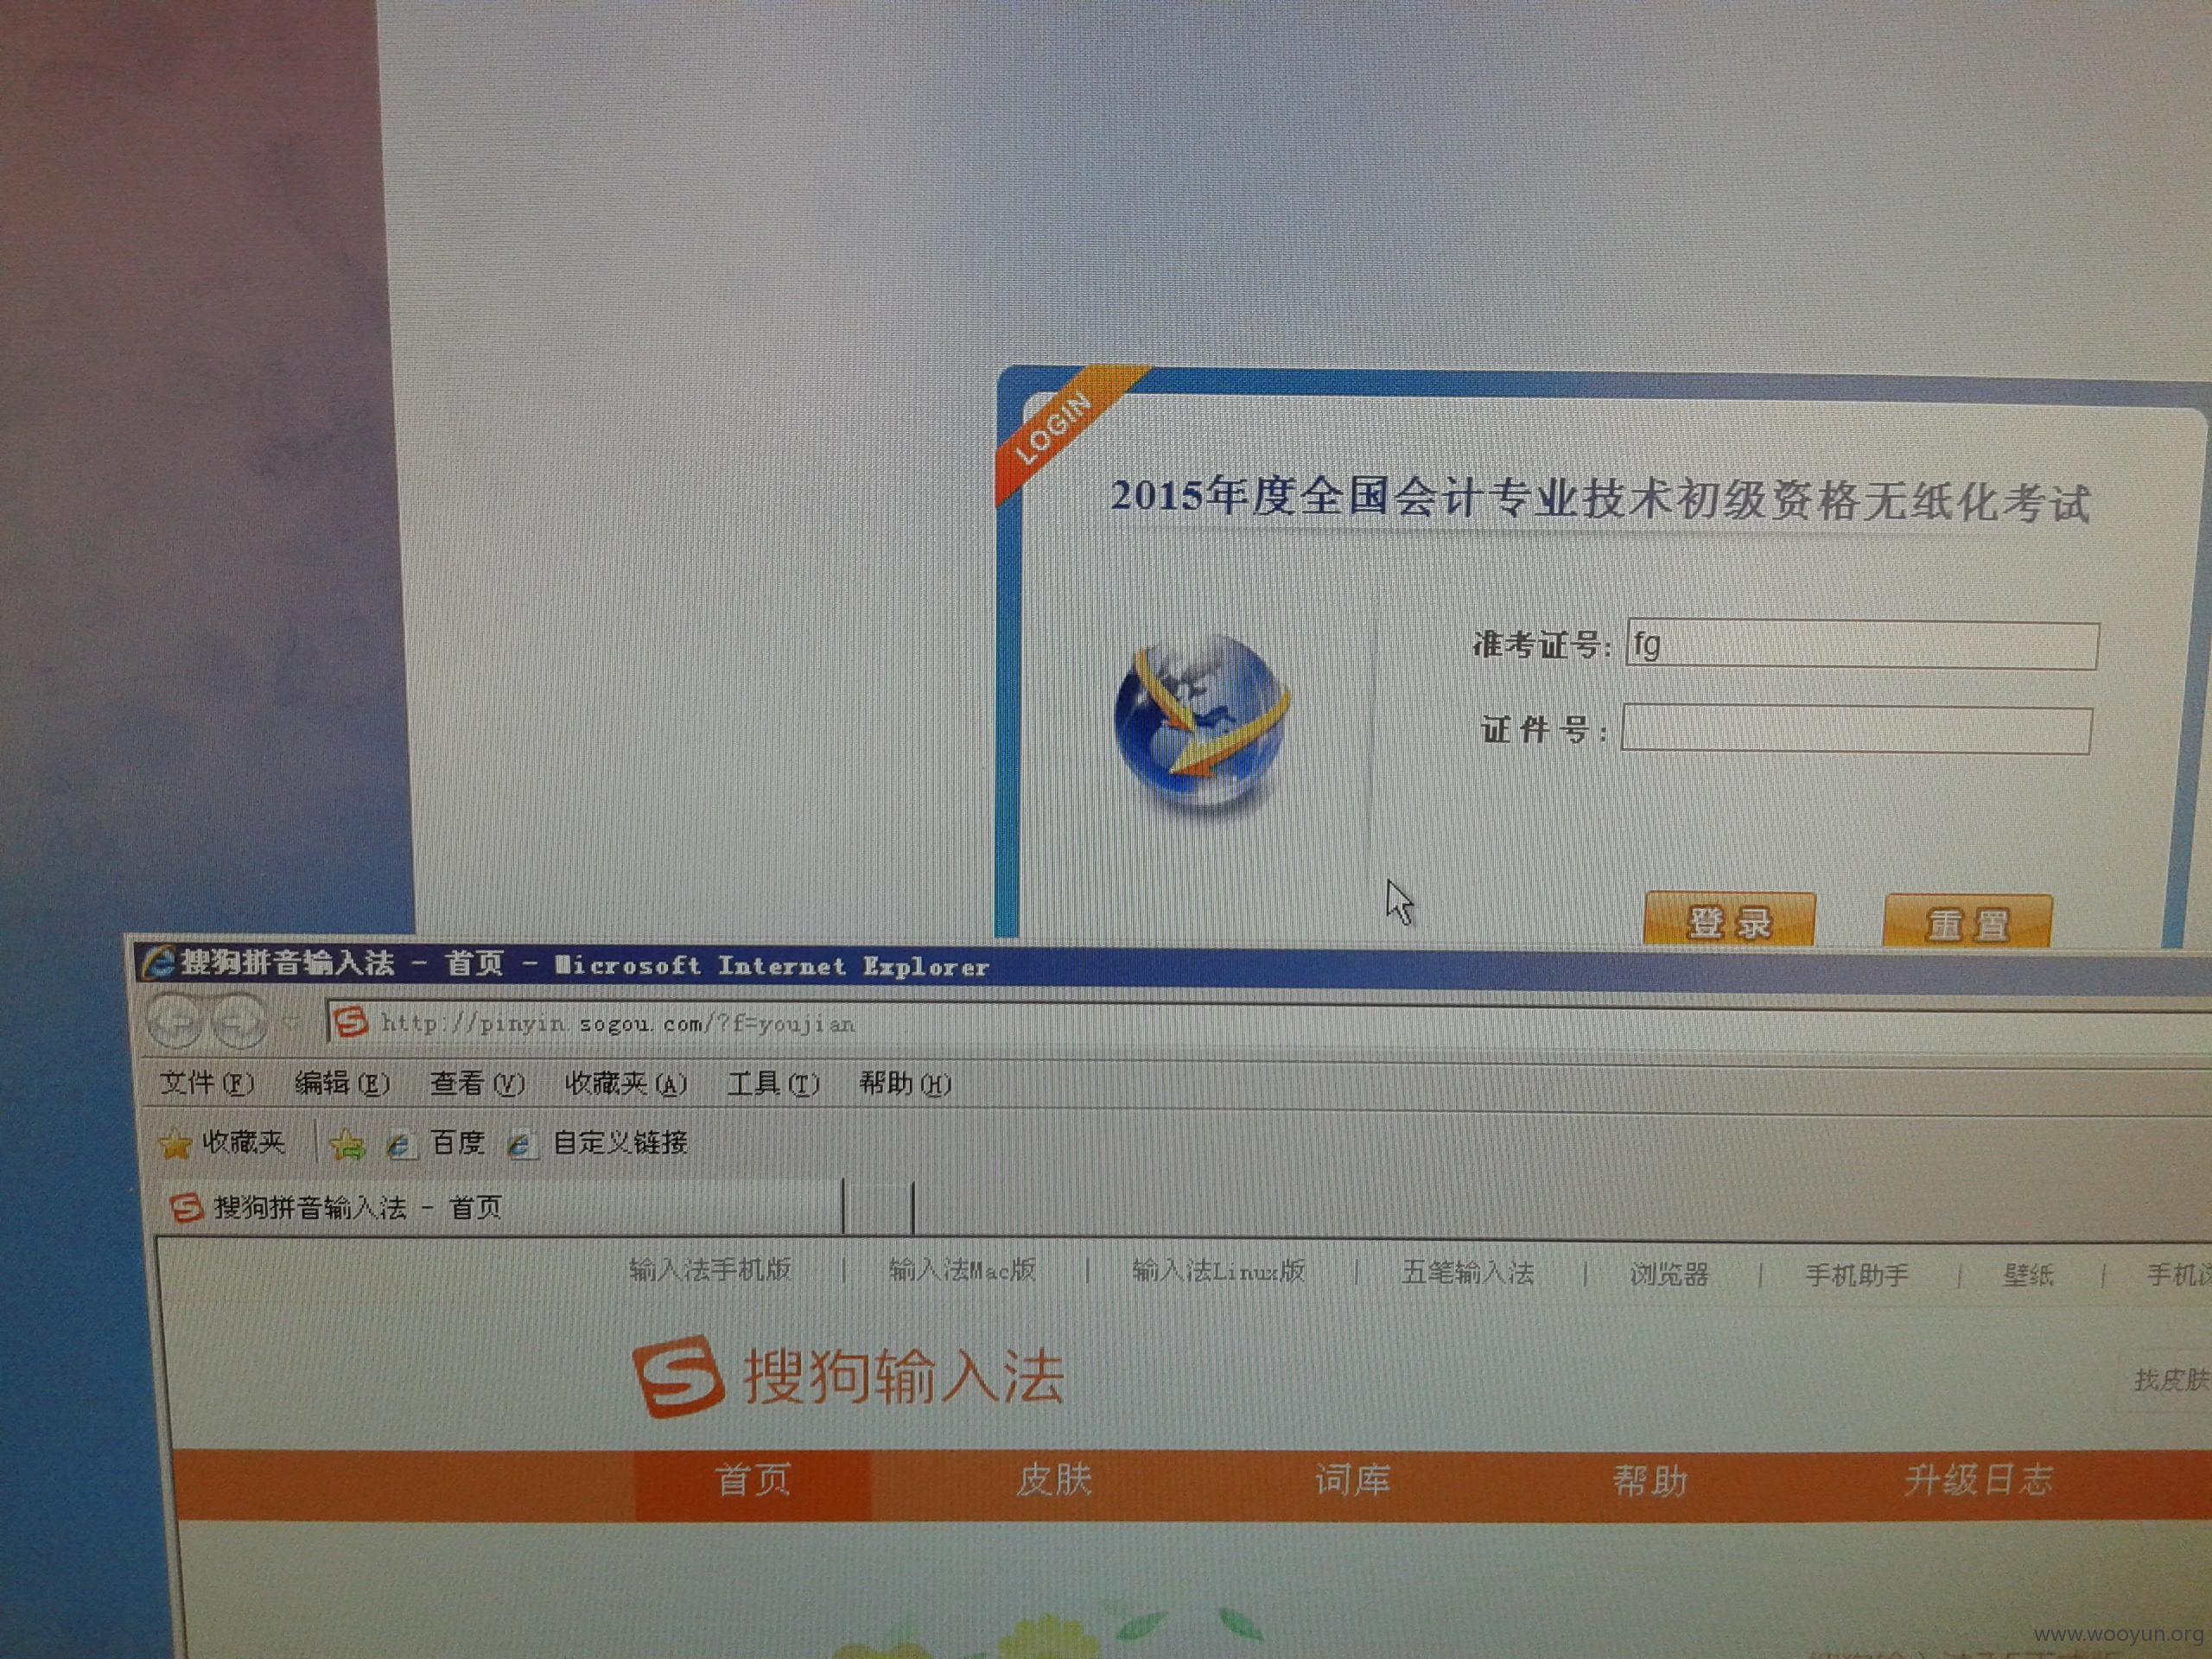 LOGIN
2015年度全国会计专业技术初级资格无纸化考试
准考证号: fg
证件号:
登录 重置
搜狗拼音输入法 - 首页 - Microsoft Internet Explorer
http://pinyin.sogou.com/?f=youjian
文件(F) 编辑(E) 查看(V) 收藏夹(A) 工具(T) 帮助(H)
收藏夹 百度 自定义链接
搜狗拼音输入法 - 首页
输入法手机版 | 输入法Mac版 | 输入法Linux版 | 五笔输入法 | 浏览器 | 手机助手 | 壁纸 | 手机
搜狗输入法
找皮肤
首页 皮肤 词库 帮助 升级日志
www.wooyun.org